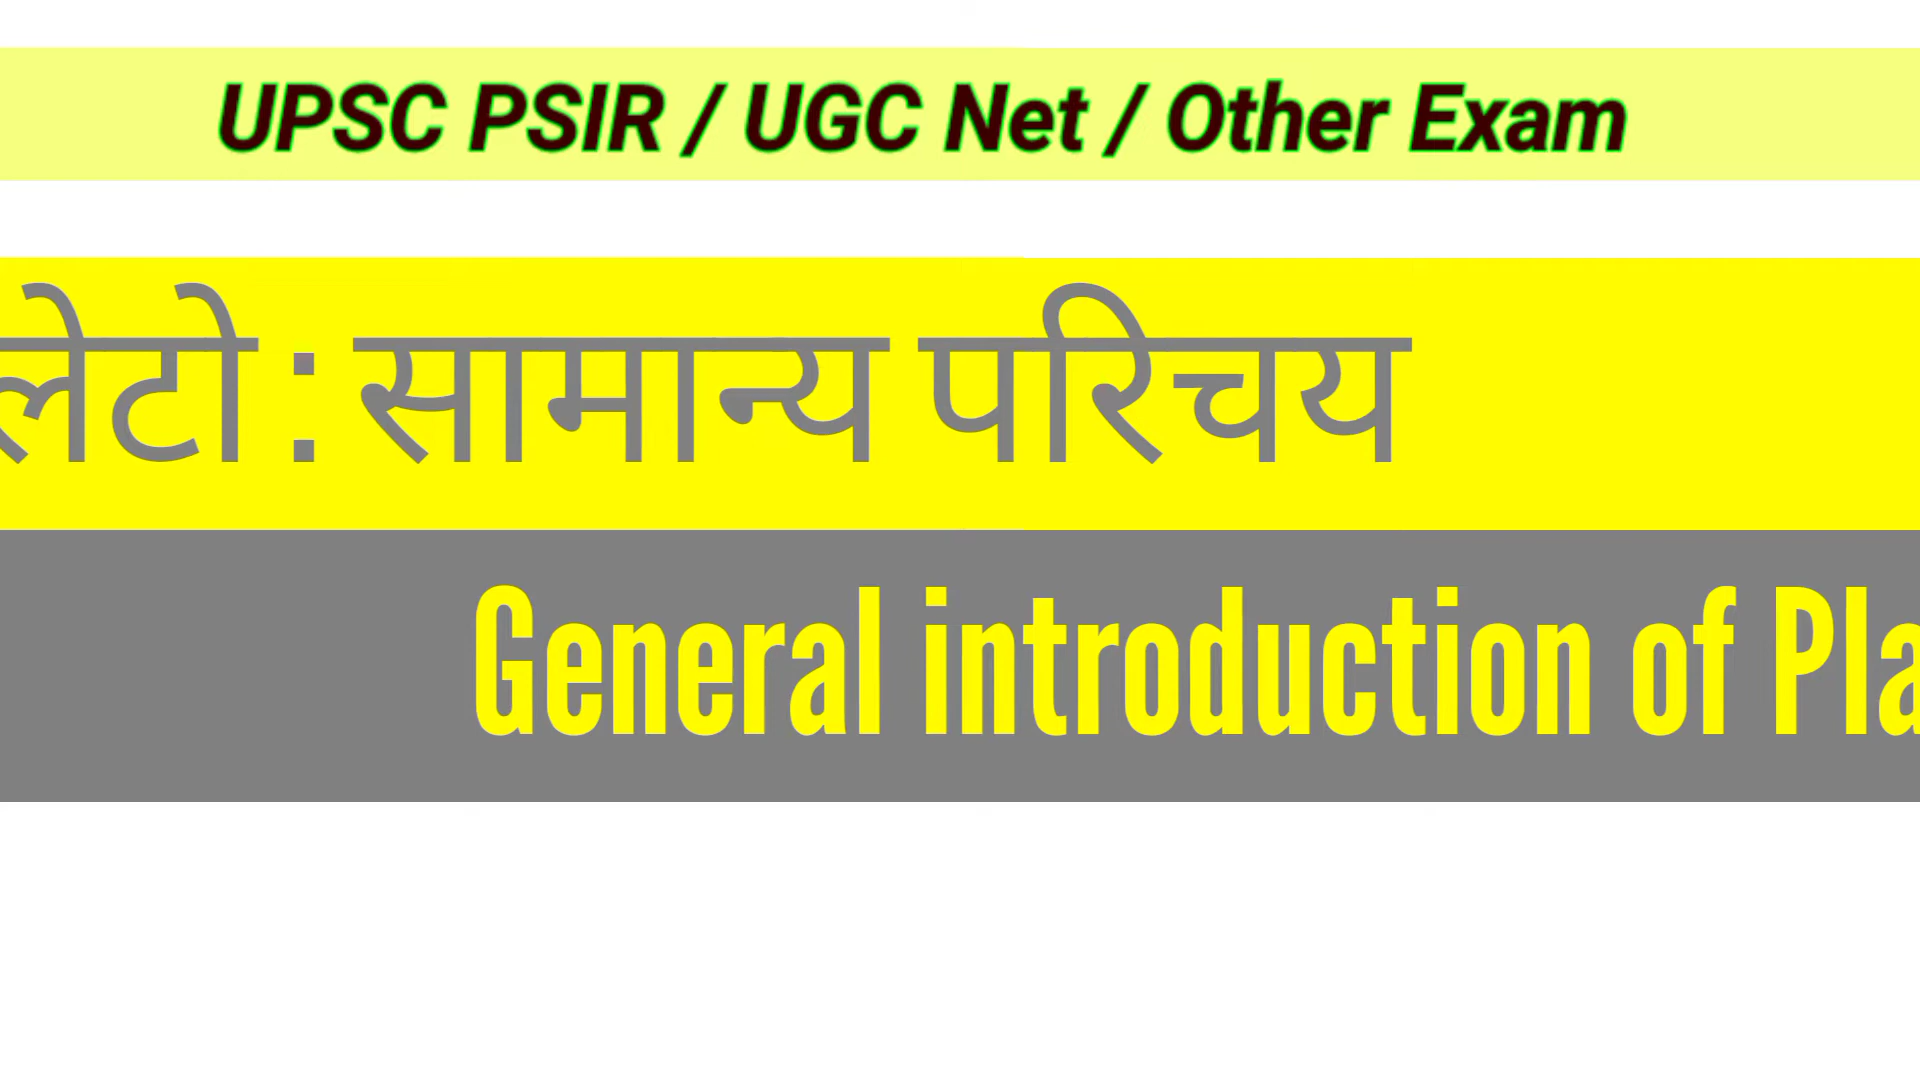 UPSC PSIR / UGC Net / Other Exam
लेटो : सामान्य परिचय
General introduction of Pla